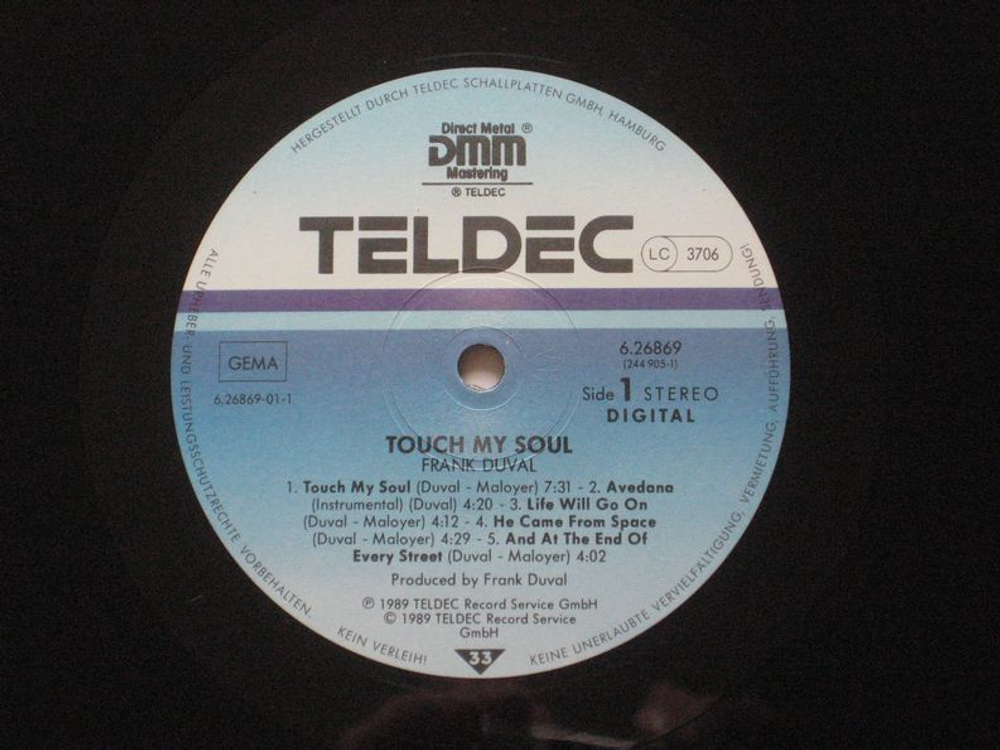 HERGESTELLT DURCH TELDEC SCHALLPLATTEN GMBH, HAMBURG
Direct Metal ®
DMM
Mastering
® TELDEC
TELDEC
LC 3706
GEMA
6.26869-01-1
6.26869
(244 905-1)
Side 1 STEREO
DIGITAL
TOUCH MY SOUL
FRANK DUVAL
1. Touch My Soul (Duval - Maloyer) 7:31 - 2. Avedana
(Instrumental) (Duval) 4:20 - 3. Life Will Go On
(Duval - Maloyer) 4:12 - 4. He Came From Space
(Duval - Maloyer) 4:29 - 5. And At The End Of
Every Street (Duval - Maloyer) 4:02
Produced by Frank Duval
℗ 1989 TELDEC Record Service GmbH
© 1989 TELDEC Record Service
GmbH
33
ALLE URHEBER- UND LEISTUNGSSCHUTZRECHTE VORBEHALTEN.
KEIN VERLEIH!
KEINE UNERLAUBTE VERVIELFÄLTIGUNG, VERMIETUNG, AUFFÜHRUNG, SENDUNG!